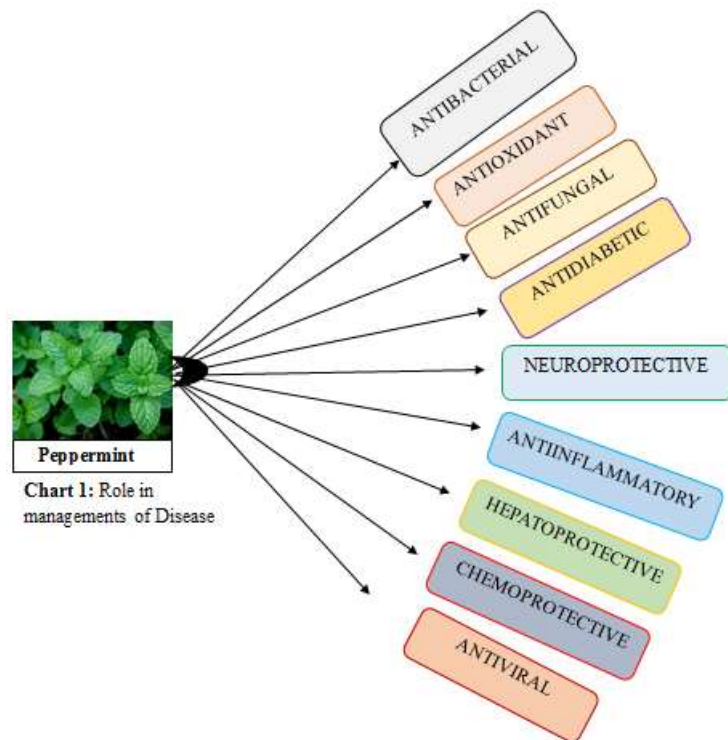 ANTIBACTERIAL
ANTIOXIDANT
ANTIFUNGAL
ANTIDIABETIC
NEUROPROTECTIVE
ANTIINFLAMMATORY
HEPATOPROTECTIVE
CHEMOPROTECTIVE
ANTIVIRAL
Peppermint
Chart 1: Role in
managements of Disease